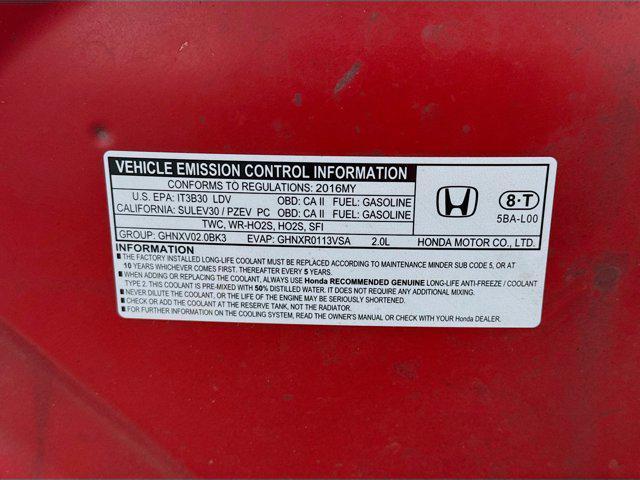 VEHICLE EMISSION CONTROL INFORMATION
CONFORMS TO REGULATIONS: 2016MY
U.S. EPA: IT3B30 LDV OBD: CA II FUEL: GASOLINE
CALIFORNIA: SULEV30 / PZEV PC OBD: CA II FUEL: GASOLINE
TWC, WR-HO2S, HO2S, SFI
GROUP: GHNXV02.0BK3 EVAP: GHNXR0113VSA 2.0L
8-T
5BA-L00
HONDA MOTOR CO., LTD.
INFORMATION
■ THE FACTORY INSTALLED LONG-LIFE COOLANT MUST BE REPLACED ACCORDING TO MAINTENANCE MINDER SUB CODE 5, OR AT
10 YEARS WHICHEVER COMES FIRST. THEREAFTER EVERY 5 YEARS.
■ WHEN ADDING OR REPLACING THE COOLANT, ALWAYS USE Honda RECOMMENDED GENUINE LONG-LIFE ANTI-FREEZE / COOLANT
TYPE 2. THIS COOLANT IS PRE-MIXED WITH 50% DISTILLED WATER. IT DOES NOT REQUIRE ANY ADDITIONAL MIXING.
■ NEVER DILUTE THE COOLANT, OR THE LIFE OF THE ENGINE MAY BE SERIOUSLY SHORTENED.
■ CHECK OR ADD THE COOLANT AT THE RESERVE TANK, NOT THE RADIATOR.
■ FOR FURTHER INFORMATION ON THE COOLING SYSTEM, READ THE OWNER'S MANUAL OR CHECK WITH YOUR Honda DEALER.